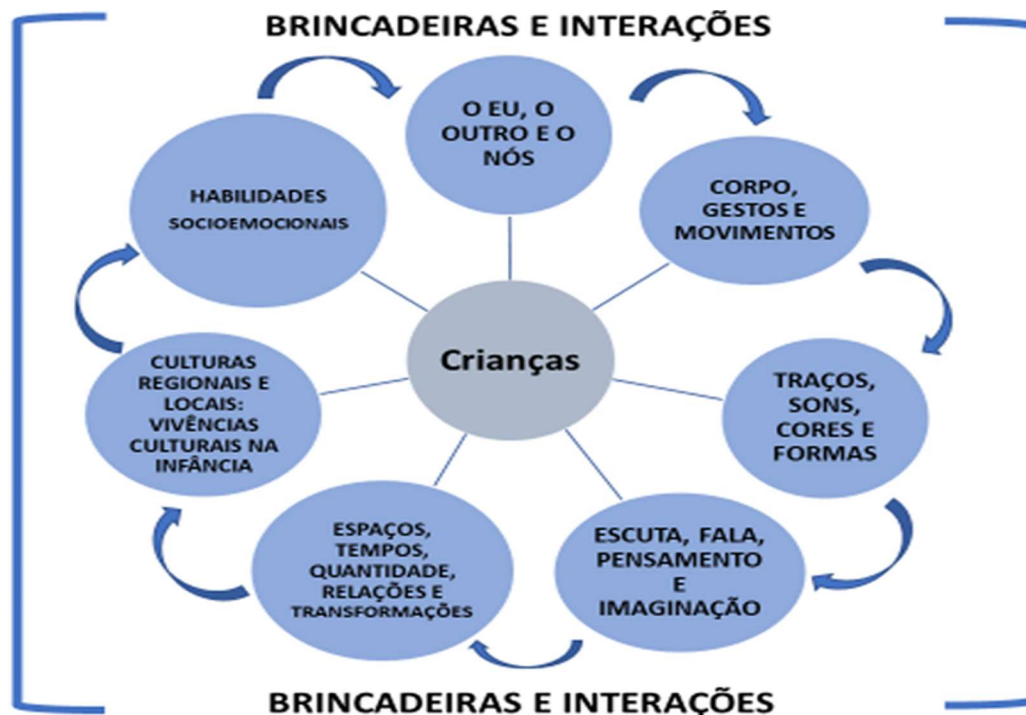 BRINCADEIRAS E INTERAÇÕES
O EU, O
OUTRO E O
NÓS
CORPO,
GESTOS E
MOVIMENTOS
TRAÇOS,
SONS,
CORES E
FORMAS
ESCUTA, FALA,
PENSAMENTO
E
IMAGINAÇÃO
ESPAÇOS,
TEMPOS,
QUANTIDADE,
RELAÇÕES E
TRANSFORMAÇÕES
CULTURAS
REGIONAIS E
LOCAIS:
VIVÊNCIAS
CULTURAIS NA
INFÂNCIA
HABILIDADES
SOCIOEMOCIONAIS
Crianças
BRINCADEIRAS E INTERAÇÕES